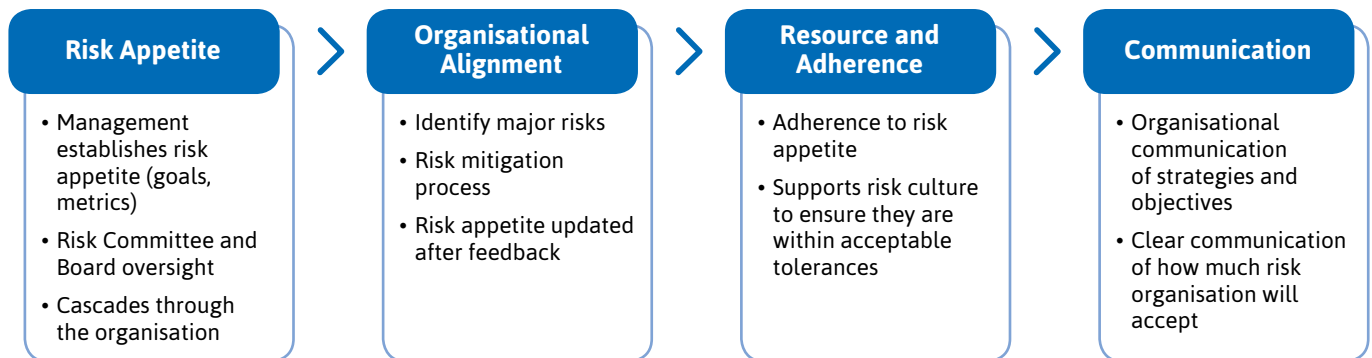 Risk Appetite
• Management
establishes risk
appetite (goals,
metrics)
• Risk Committee and
Board oversight
• Cascades through
the organisation
Organisational
Alignment
• Identify major risks
• Risk mitigation
process
• Risk appetite updated
after feedback
Resource and
Adherence
• Adherence to risk
appetite
• Supports risk culture
to ensure they are
within acceptable
tolerances
Communication
• Organisational
communication
of strategies and
objectives
• Clear communication
of how much risk
organisation will
accept